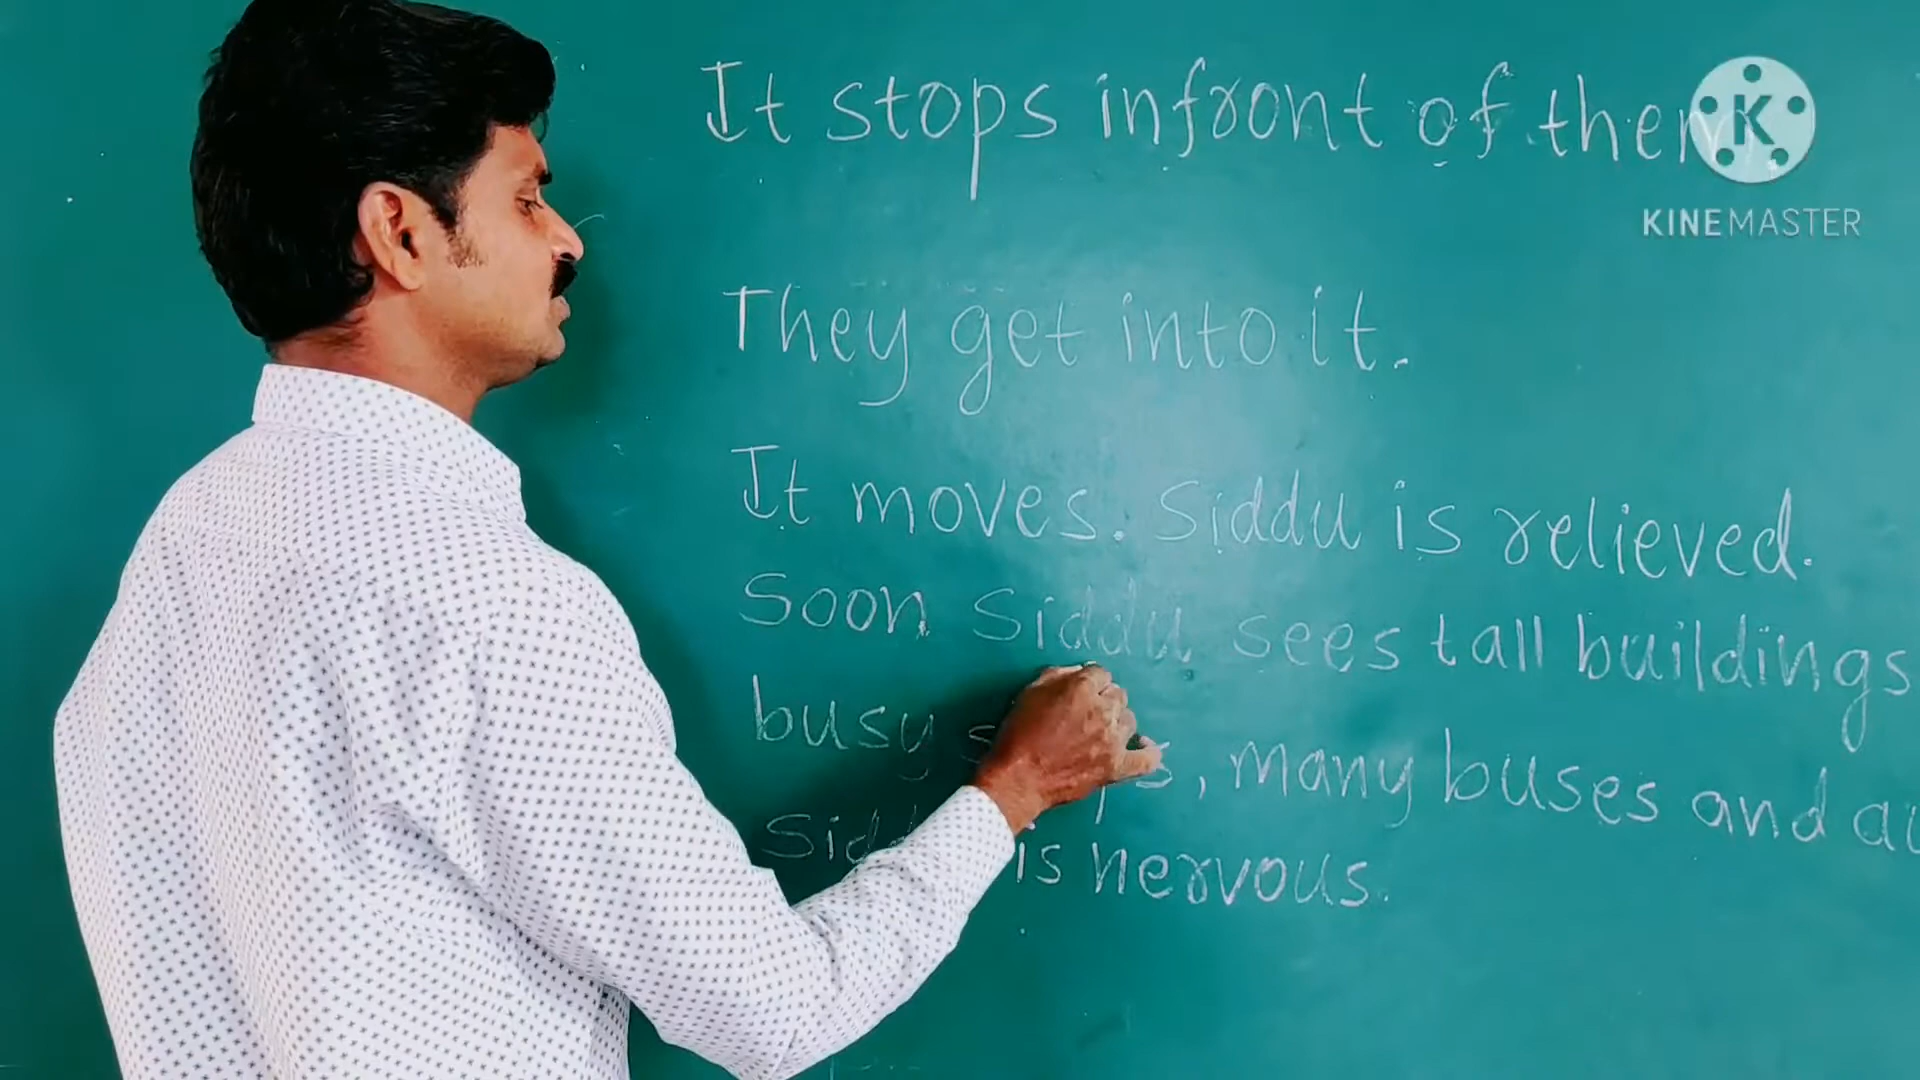 It stops infront of them
KINEMASTER
They get into it.
It moves. Siddu is relieved.
Soon Siddu sees tall buildings
busy , many buses and
is nervous.